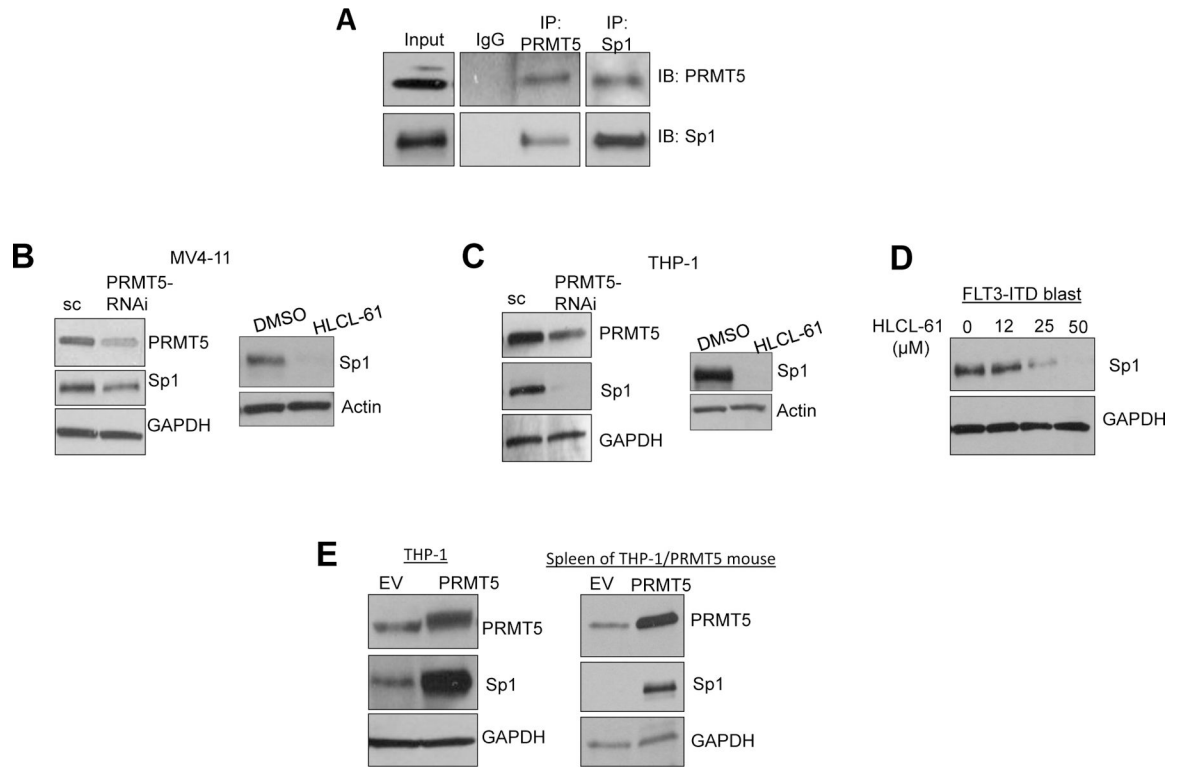 A
Input IgG IP: PRMT5 IP: Sp1
IB: PRMT5
IB: Sp1
B
MV4-11
sc PRMT5-RNAi
PRMT5
Sp1
GAPDH
DMSO HLCL-61
Sp1
Actin
C
THP-1
sc PRMT5-RNAi
PRMT5
Sp1
GAPDH
DMSO HLCL-61
Sp1
Actin
D
FLT3-ITD blast
HLCL-61 (µM) 0 12 25 50
Sp1
GAPDH
E
THP-1
EV PRMT5
PRMT5
Sp1
GAPDH
Spleen of THP-1/PRMT5 mouse
EV PRMT5
PRMT5
Sp1
GAPDH